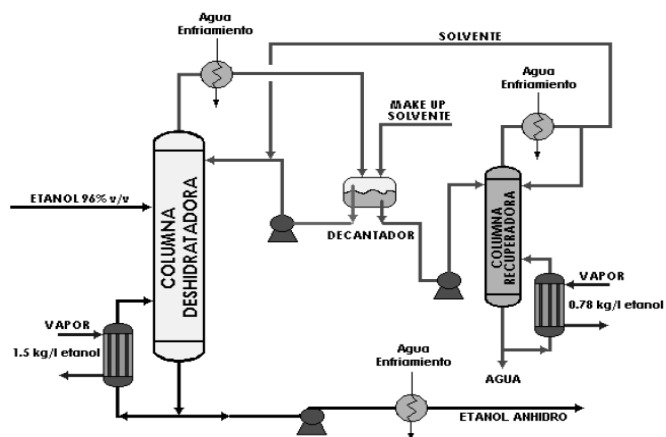 Agua
Enfriamiento
SOLVENTE
Agua
Enfriamiento
MAKE UP
SOLVENTE
ETANOL 96% v/v
COLUMNA
DESHIDRATADORA
DECANTADOR
COLUMNA
RECUPERADORA
VAPOR
0.78 kg/l etanol
VAPOR
1.5 kg/l etanol
AGUA
Agua
Enfriamiento
ETANOL ANHIDRO